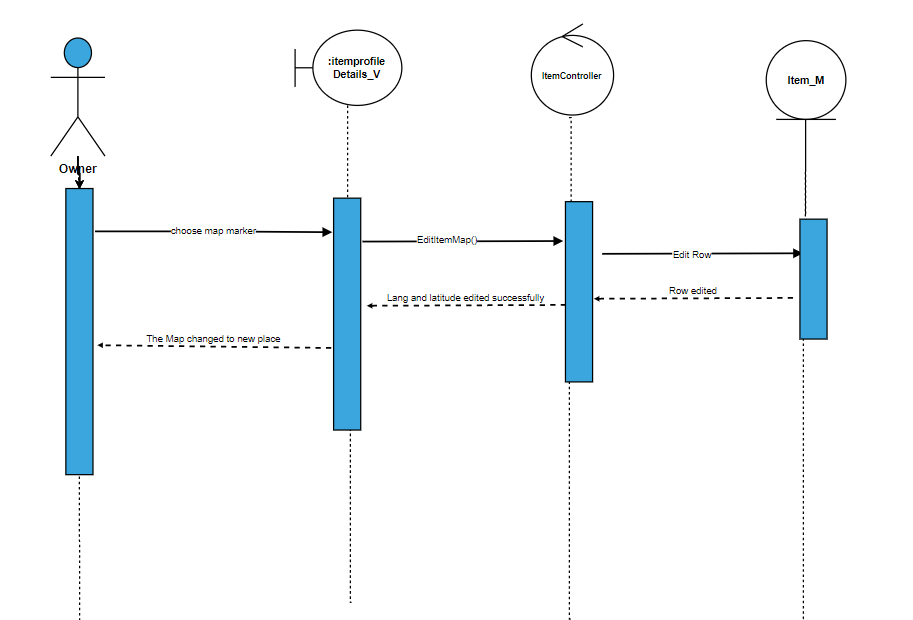 :itemprofile
Details_V
ItemController
Item_M
Owner
choose map marker
EditItemMap()
Edit Row
Row edited
Lang and latitude edited successfully
The Map changed to new place